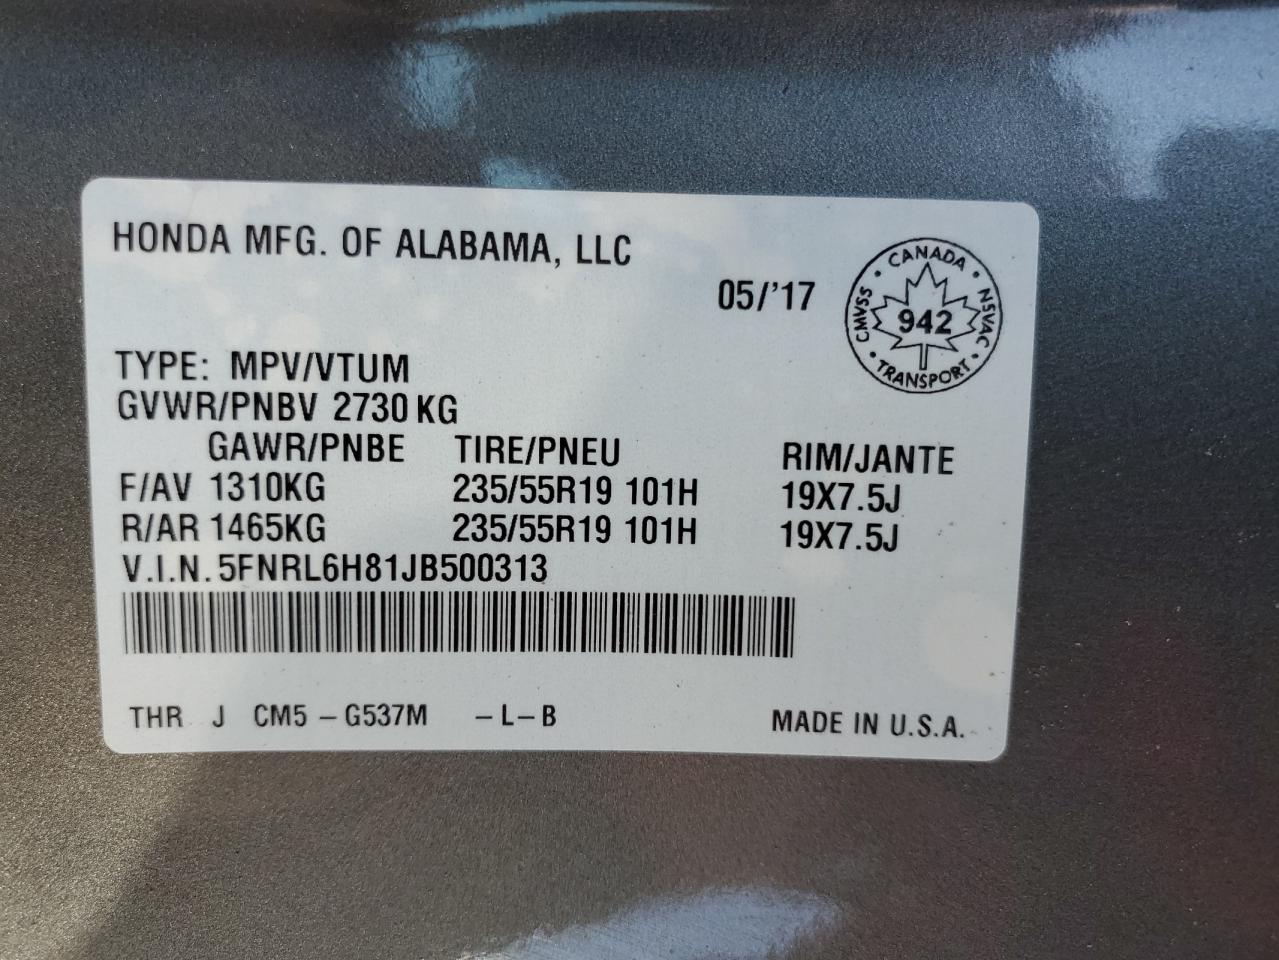 HONDA MFG. OF ALABAMA, LLC
05/'17
CANADA
CMVSS
942
NSVAC
TRANSPORT
TYPE: MPV/VTUM
GVWR/PNBV 2730 KG
GAWR/PNBE TIRE/PNEU RIM/JANTE
F/AV 1310KG 235/55R19 101H 19X7.5J
R/AR 1465KG 235/55R19 101H 19X7.5J
V.I.N. 5FNRL6H81JB500313
THR J CM5 – G537M – L – B MADE IN U.S.A.